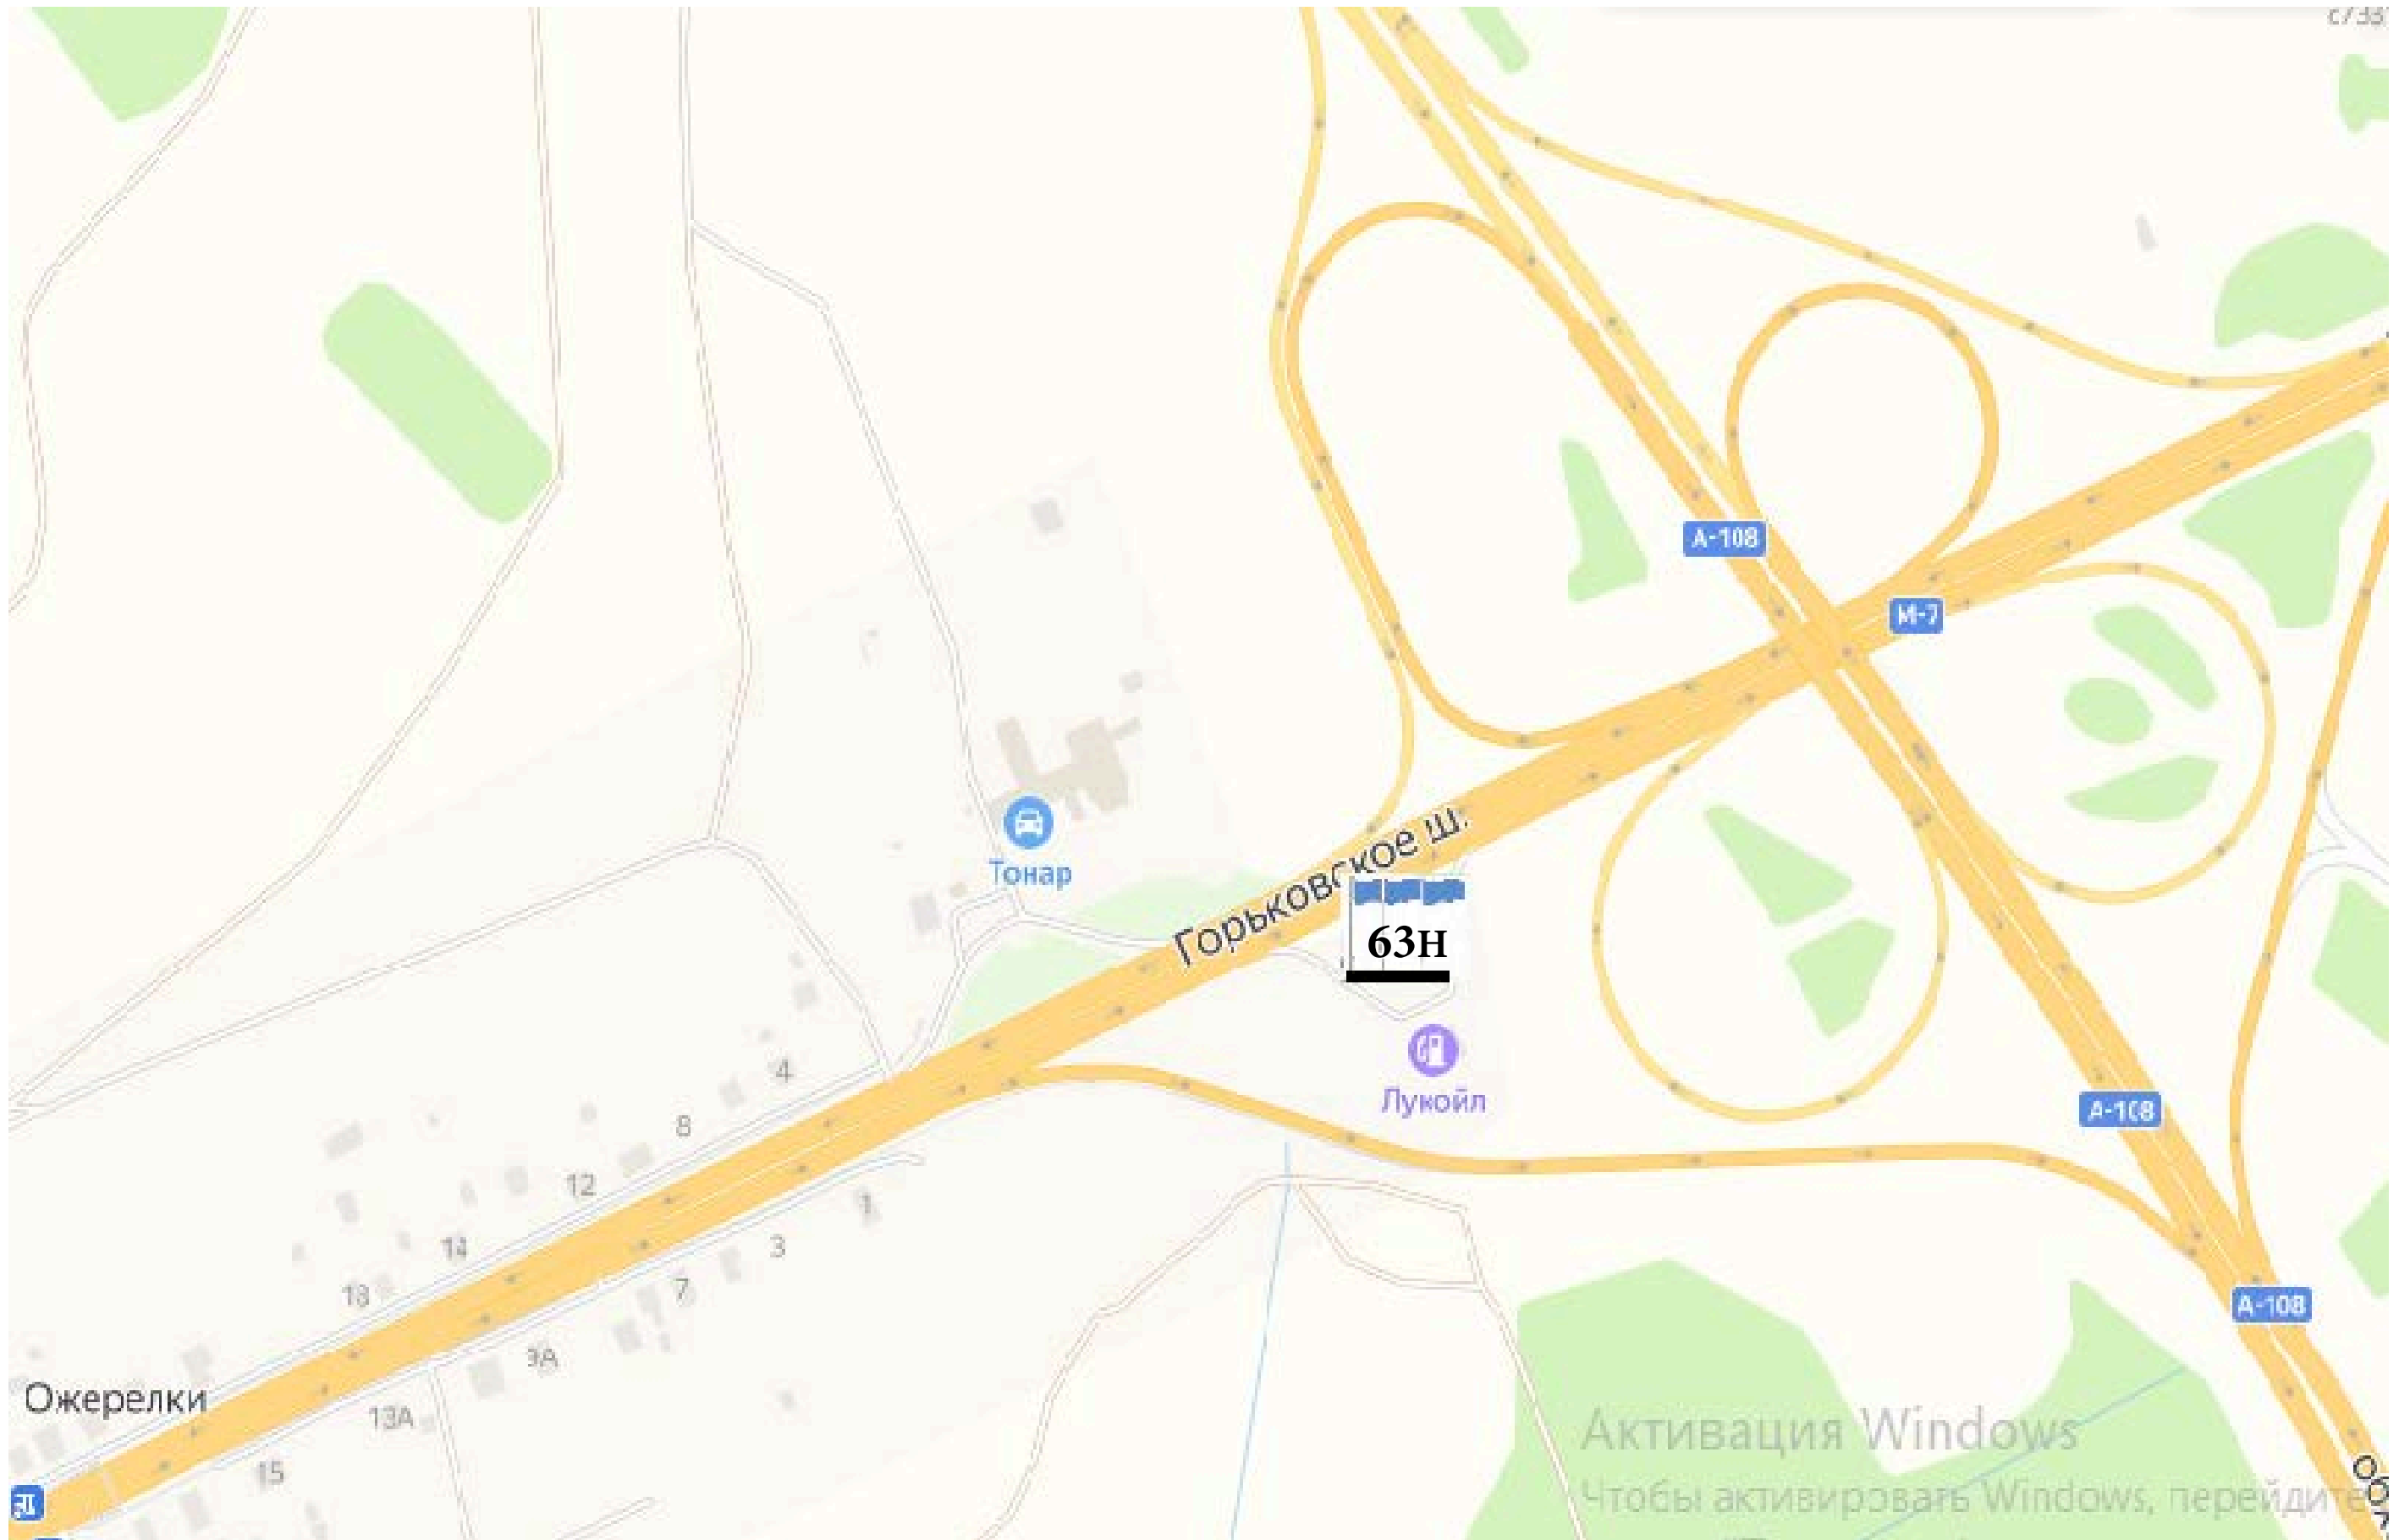 А-108
М-7
Горьковское ш.
Тонар
63Н
Лукойл
4
8
12
14
18
1
3
7
9А
13А
15
А-108
А-108
Ожерелки
Активация Windows
Чтобы активировать Windows, перейдите